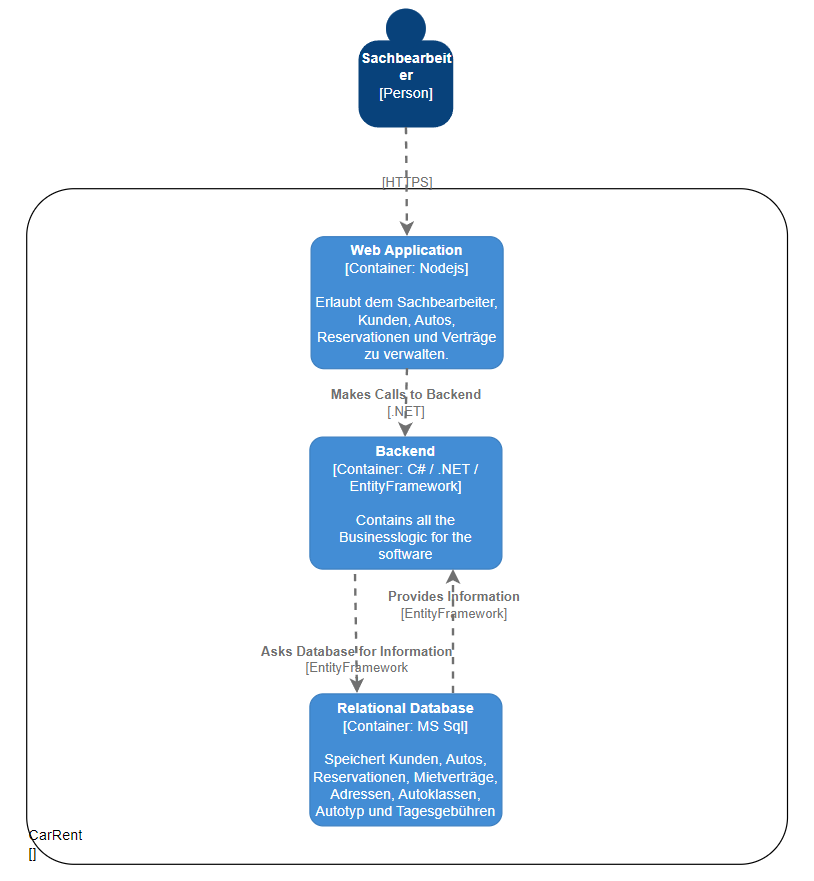 Sachbearbeit
er
[Person]
[HTTPS]
Web Application
[Container: Nodejs]
Erlaubt dem Sachbearbeiter,
Kunden, Autos,
Reservationen und Verträge
zu verwalten.
Makes Calls to Backend
[.NET]
Backend
[Container: C# / .NET /
EntityFramework]
Contains all the
Businesslogic for the
software
Provides Information
[EntityFramework]
Asks Database for Information
[EntityFramework
Relational Database
[Container: MS Sql]
Speichert Kunden, Autos,
Reservationen, Mietverträge,
Adressen, Autoklassen,
Autotyp und Tagesgebühren
CarRent
[]